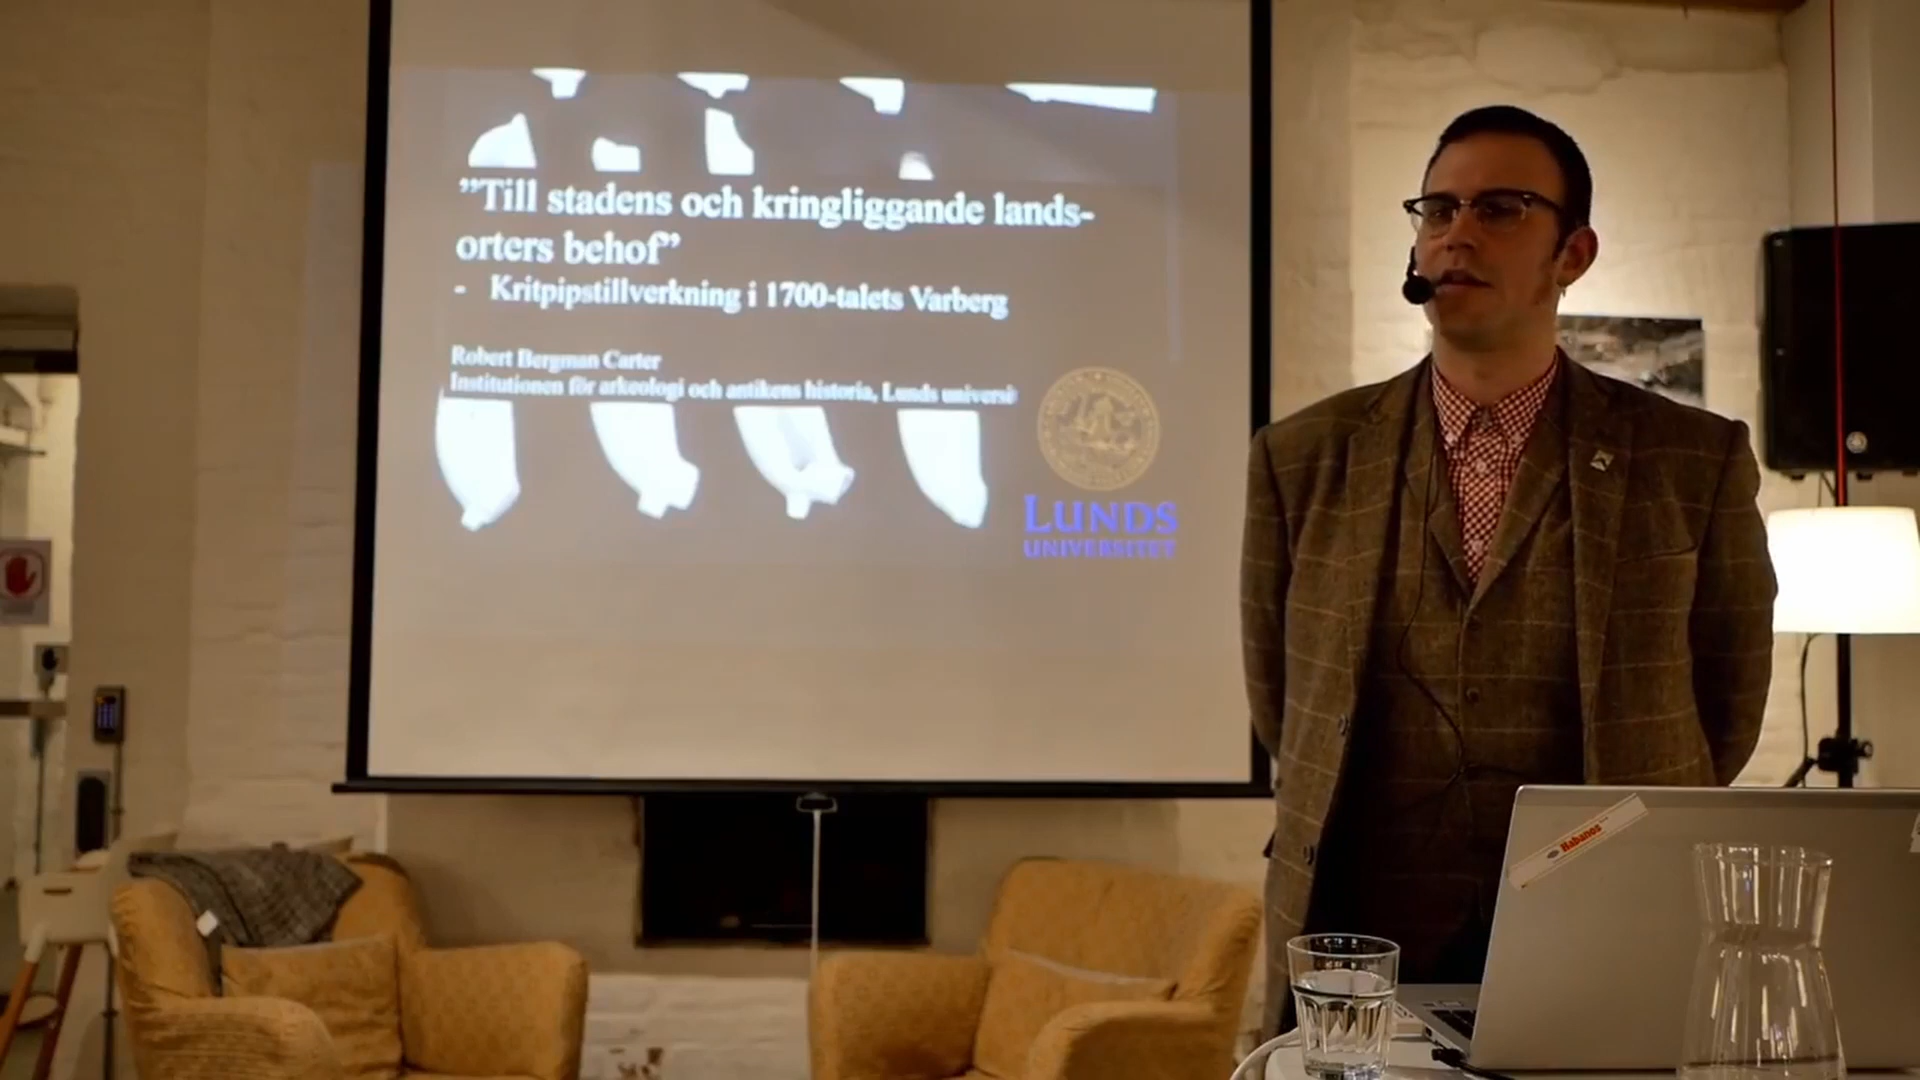 ”Till stadens och kringliggande lands-
orters behof”
- Kritpipstillverkning i 1700-talets Varberg
Robert Bergman Carter
Institutionen för arkeologi och antikens historia, Lunds universi
LUNDS
UNIVERSITET
Habanos